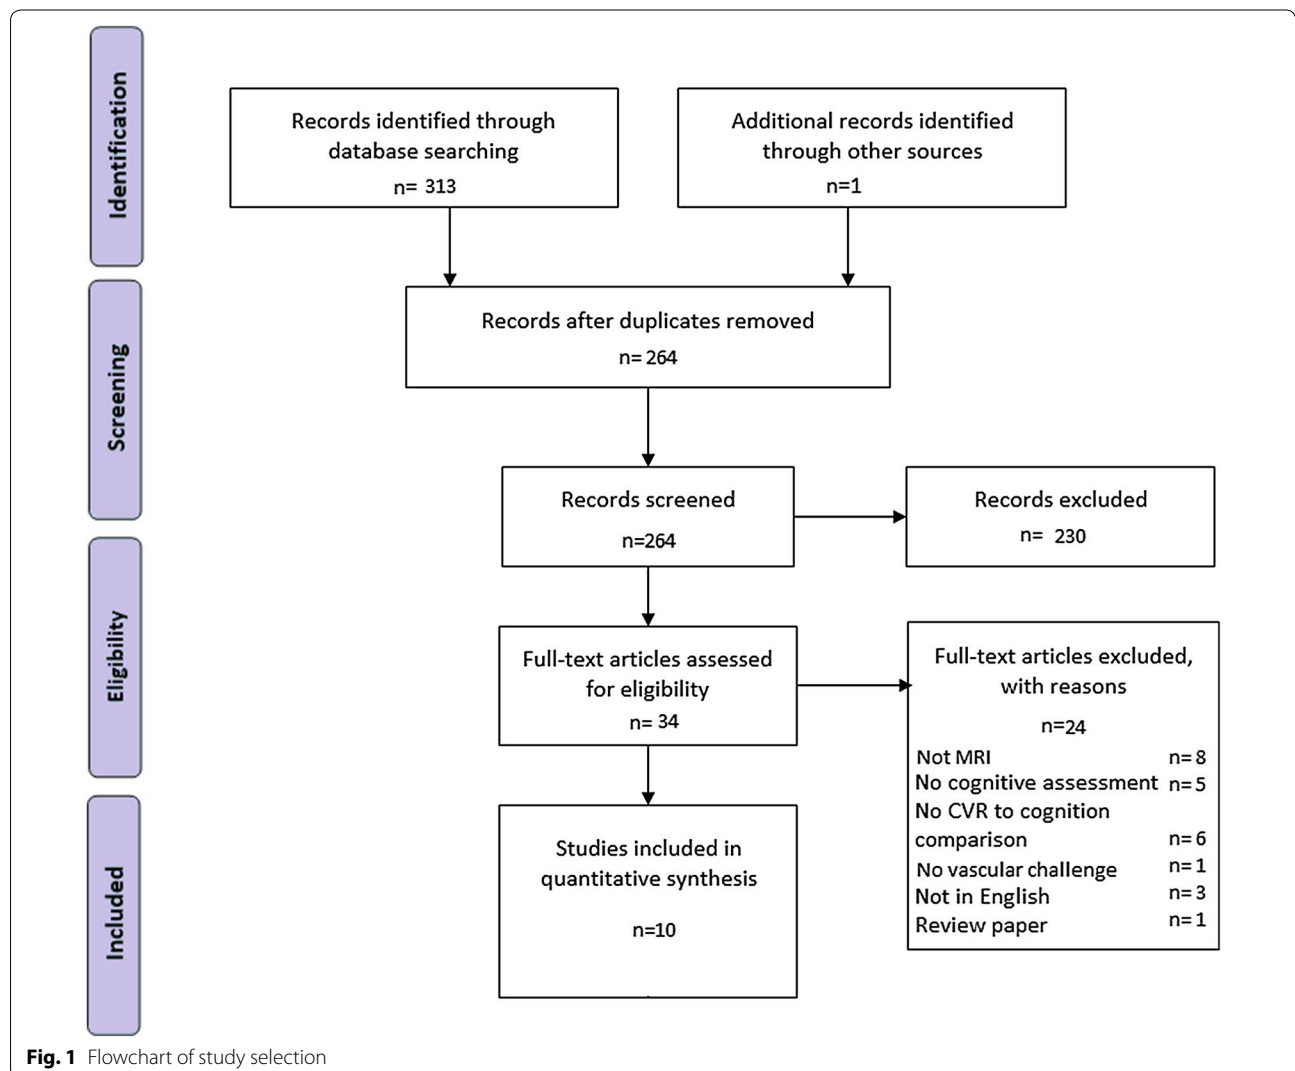 Identification
Records identified through
database searching
n= 313
Additional records identified
through other sources
n=1
Screening
Records after duplicates removed
n= 264
Records screened
n=264
Records excluded
n= 230
Eligibility
Full-text articles assessed
for eligibility
n= 34
Full-text articles excluded,
with reasons
n=24
Not MRI n= 8
No cognitive assessment n= 5
No CVR to cognition
comparison n= 6
No vascular challenge n= 1
Not in English n= 3
Review paper n= 1
Included
Studies included in
quantitative synthesis
n=10
Fig. 1 Flowchart of study selection